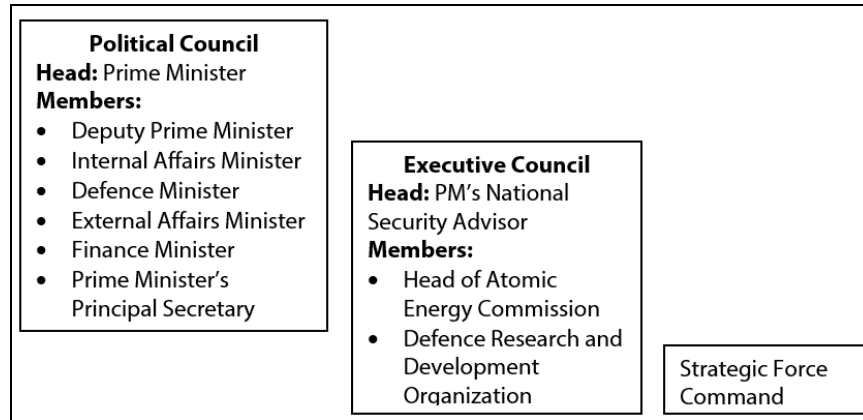 Political Council
Head: Prime Minister
Members:
• Deputy Prime Minister
• Internal Affairs Minister
• Defence Minister
• External Affairs Minister
• Finance Minister
• Prime Minister's
Principal Secretary
Executive Council
Head: PM's National
Security Advisor
Members:
• Head of Atomic
Energy Commission
• Defence Research and
Development
Organization
Strategic Force
Command